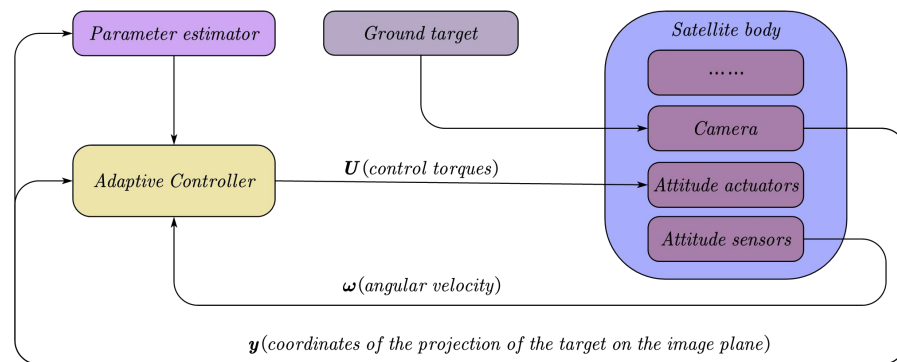 Parameter estimator
Ground target
Satellite body
......
Camera
Adaptive Controller
U(control torques)
Attitude actuators
Attitude sensors
ω(angular velocity)
y(coordinates of the projection of the target on the image plane)